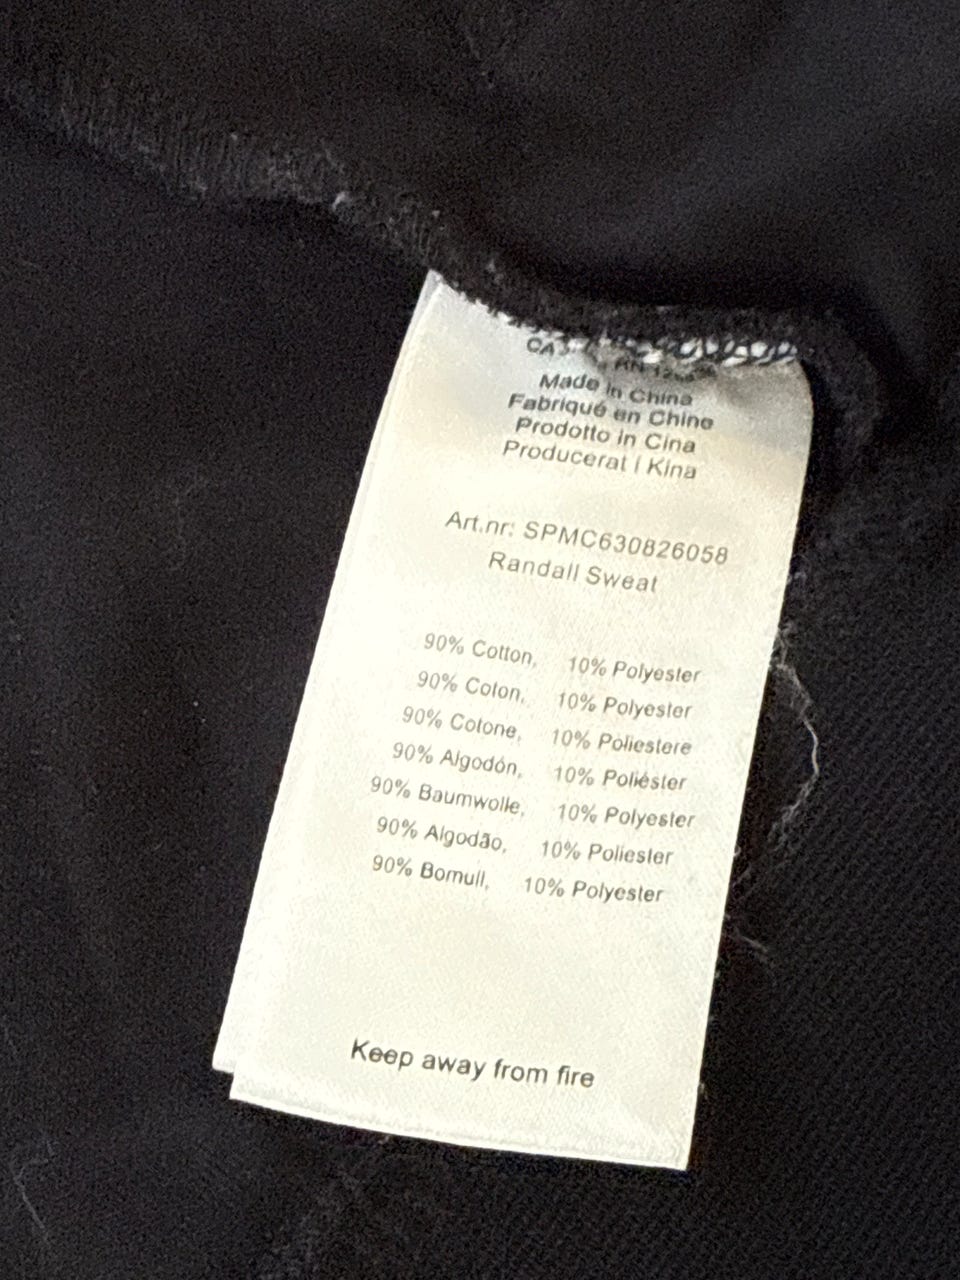 CA
Made in China
Fabriqué en Chine
Prodotto in Cina
Producerat i Kina
Art.nr: SPMC630826058
Randall Sweat
90% Cotton, 10% Polyester
90% Coton, 10% Polyester
90% Cotone, 10% Poliestere
90% Algodón, 10% Poliéster
90% Baumwolle, 10% Polyester
90% Algodão, 10% Poliester
90% Bomull, 10% Polyester
Keep away from fire